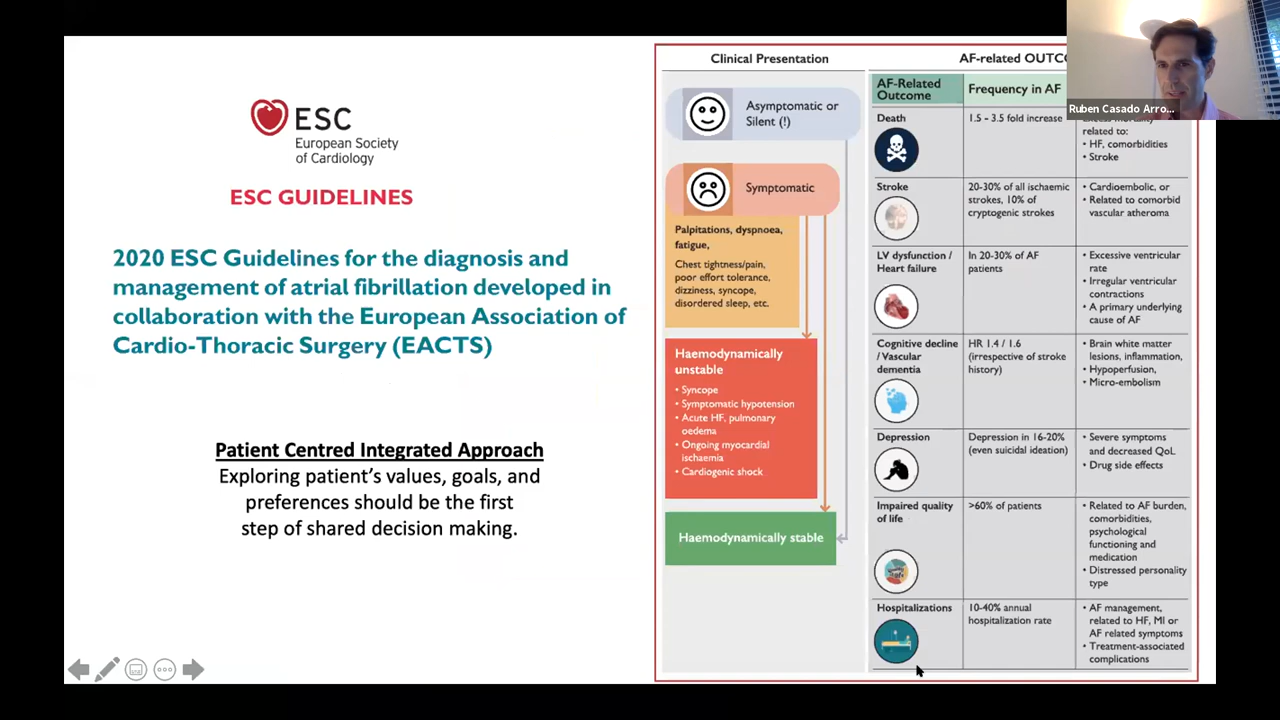 ESC
European Society
of Cardiology
ESC GUIDELINES
2020 ESC Guidelines for the diagnosis and
management of atrial fibrillation developed in
collaboration with the European Association of
Cardio-Thoracic Surgery (EACTS)
Patient Centred Integrated Approach
Exploring patient's values, goals, and
preferences should be the first
step of shared decision making.
Clinical Presentation
Asymptomatic or
Silent (!)
Symptomatic
Palpitations, dyspnoea,
fatigue,
Chest tightness/pain,
poor effort tolerance,
dizziness, syncope,
disordered sleep, etc.
Haemodynamically
unstable
• Syncope
• Symptomatic hypotension
• Acute HF, pulmonary
oedema
• Ongoing myocardial
ischaemia
• Cardiogenic shock
Haemodynamically stable
AF-related OUTCO
AF-Related
Outcome
Frequency in AF
Death
1.5 - 3.5 fold increase
related to:
• HF, comorbidities
• Stroke
Stroke
20-30% of all ischaemic
strokes, 10% of
cryptogenic strokes
• Cardioembolic, or
• Related to comorbid
vascular atheroma
LV dysfunction /
Heart failure
In 20-30% of AF
patients
• Excessive ventricular
rate
• Irregular ventricular
contractions
• A primary underlying
cause of AF
Cognitive decline
/ Vascular
dementia
HR 1.4 / 1.6
(irrespective of stroke
history)
• Brain white matter
lesions, inflammation,
• Hypoperfusion,
• Micro-embolism
Depression
Depression in 16-20%
(even suicidal ideation)
• Severe symptoms
and decreased QoL
• Drug side effects
Impaired quality
of life
>60% of patients
• Related to AF burden,
comorbidities,
psychological
functioning and
medication
• Distressed personality
type
Hospitalizations
10-40% annual
hospitalization rate
• AF management,
related to HF, MI or
AF related symptoms
• Treatment-associated
complications
Ruben Casado Arro...